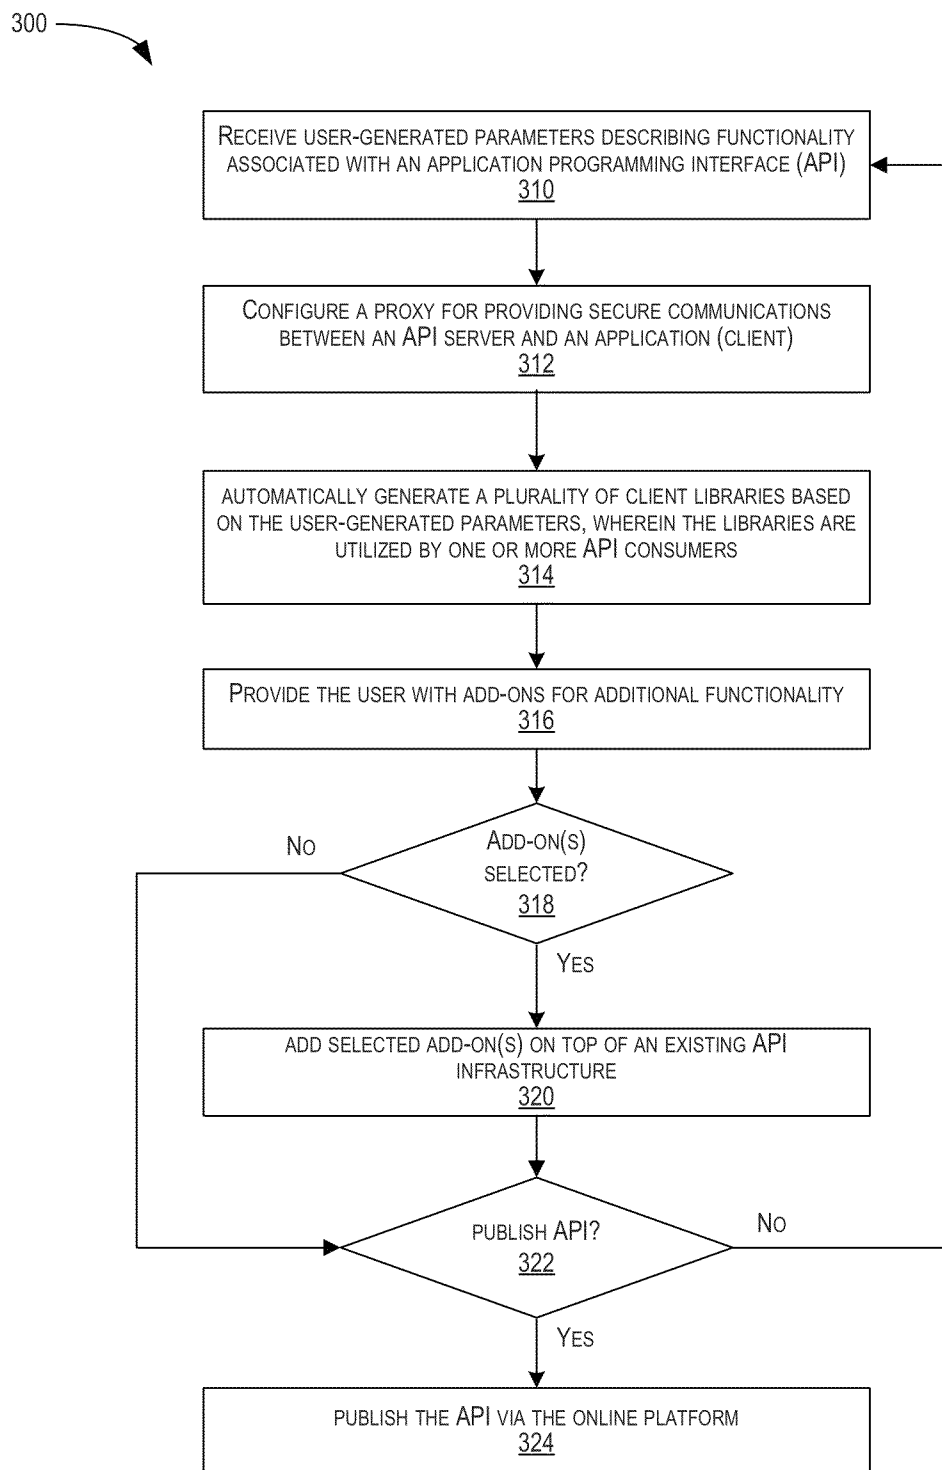 300
RECEIVE USER-GENERATED PARAMETERS DESCRIBING FUNCTIONALITY
ASSOCIATED WITH AN APPLICATION PROGRAMMING INTERFACE (API)
310
CONFIGURE A PROXY FOR PROVIDING SECURE COMMUNICATIONS
BETWEEN AN API SERVER AND AN APPLICATION (CLIENT)
312
AUTOMATICALLY GENERATE A PLURALITY OF CLIENT LIBRARIES BASED
ON THE USER-GENERATED PARAMETERS, WHEREIN THE LIBRARIES ARE
UTILIZED BY ONE OR MORE API CONSUMERS
314
PROVIDE THE USER WITH ADD-ONS FOR ADDITIONAL FUNCTIONALITY
316
NO
ADD-ON(S)
SELECTED?
318
YES
ADD SELECTED ADD-ON(S) ON TOP OF AN EXISTING API
INFRASTRUCTURE
320
PUBLISH API?
322
NO
YES
PUBLISH THE API VIA THE ONLINE PLATFORM
324